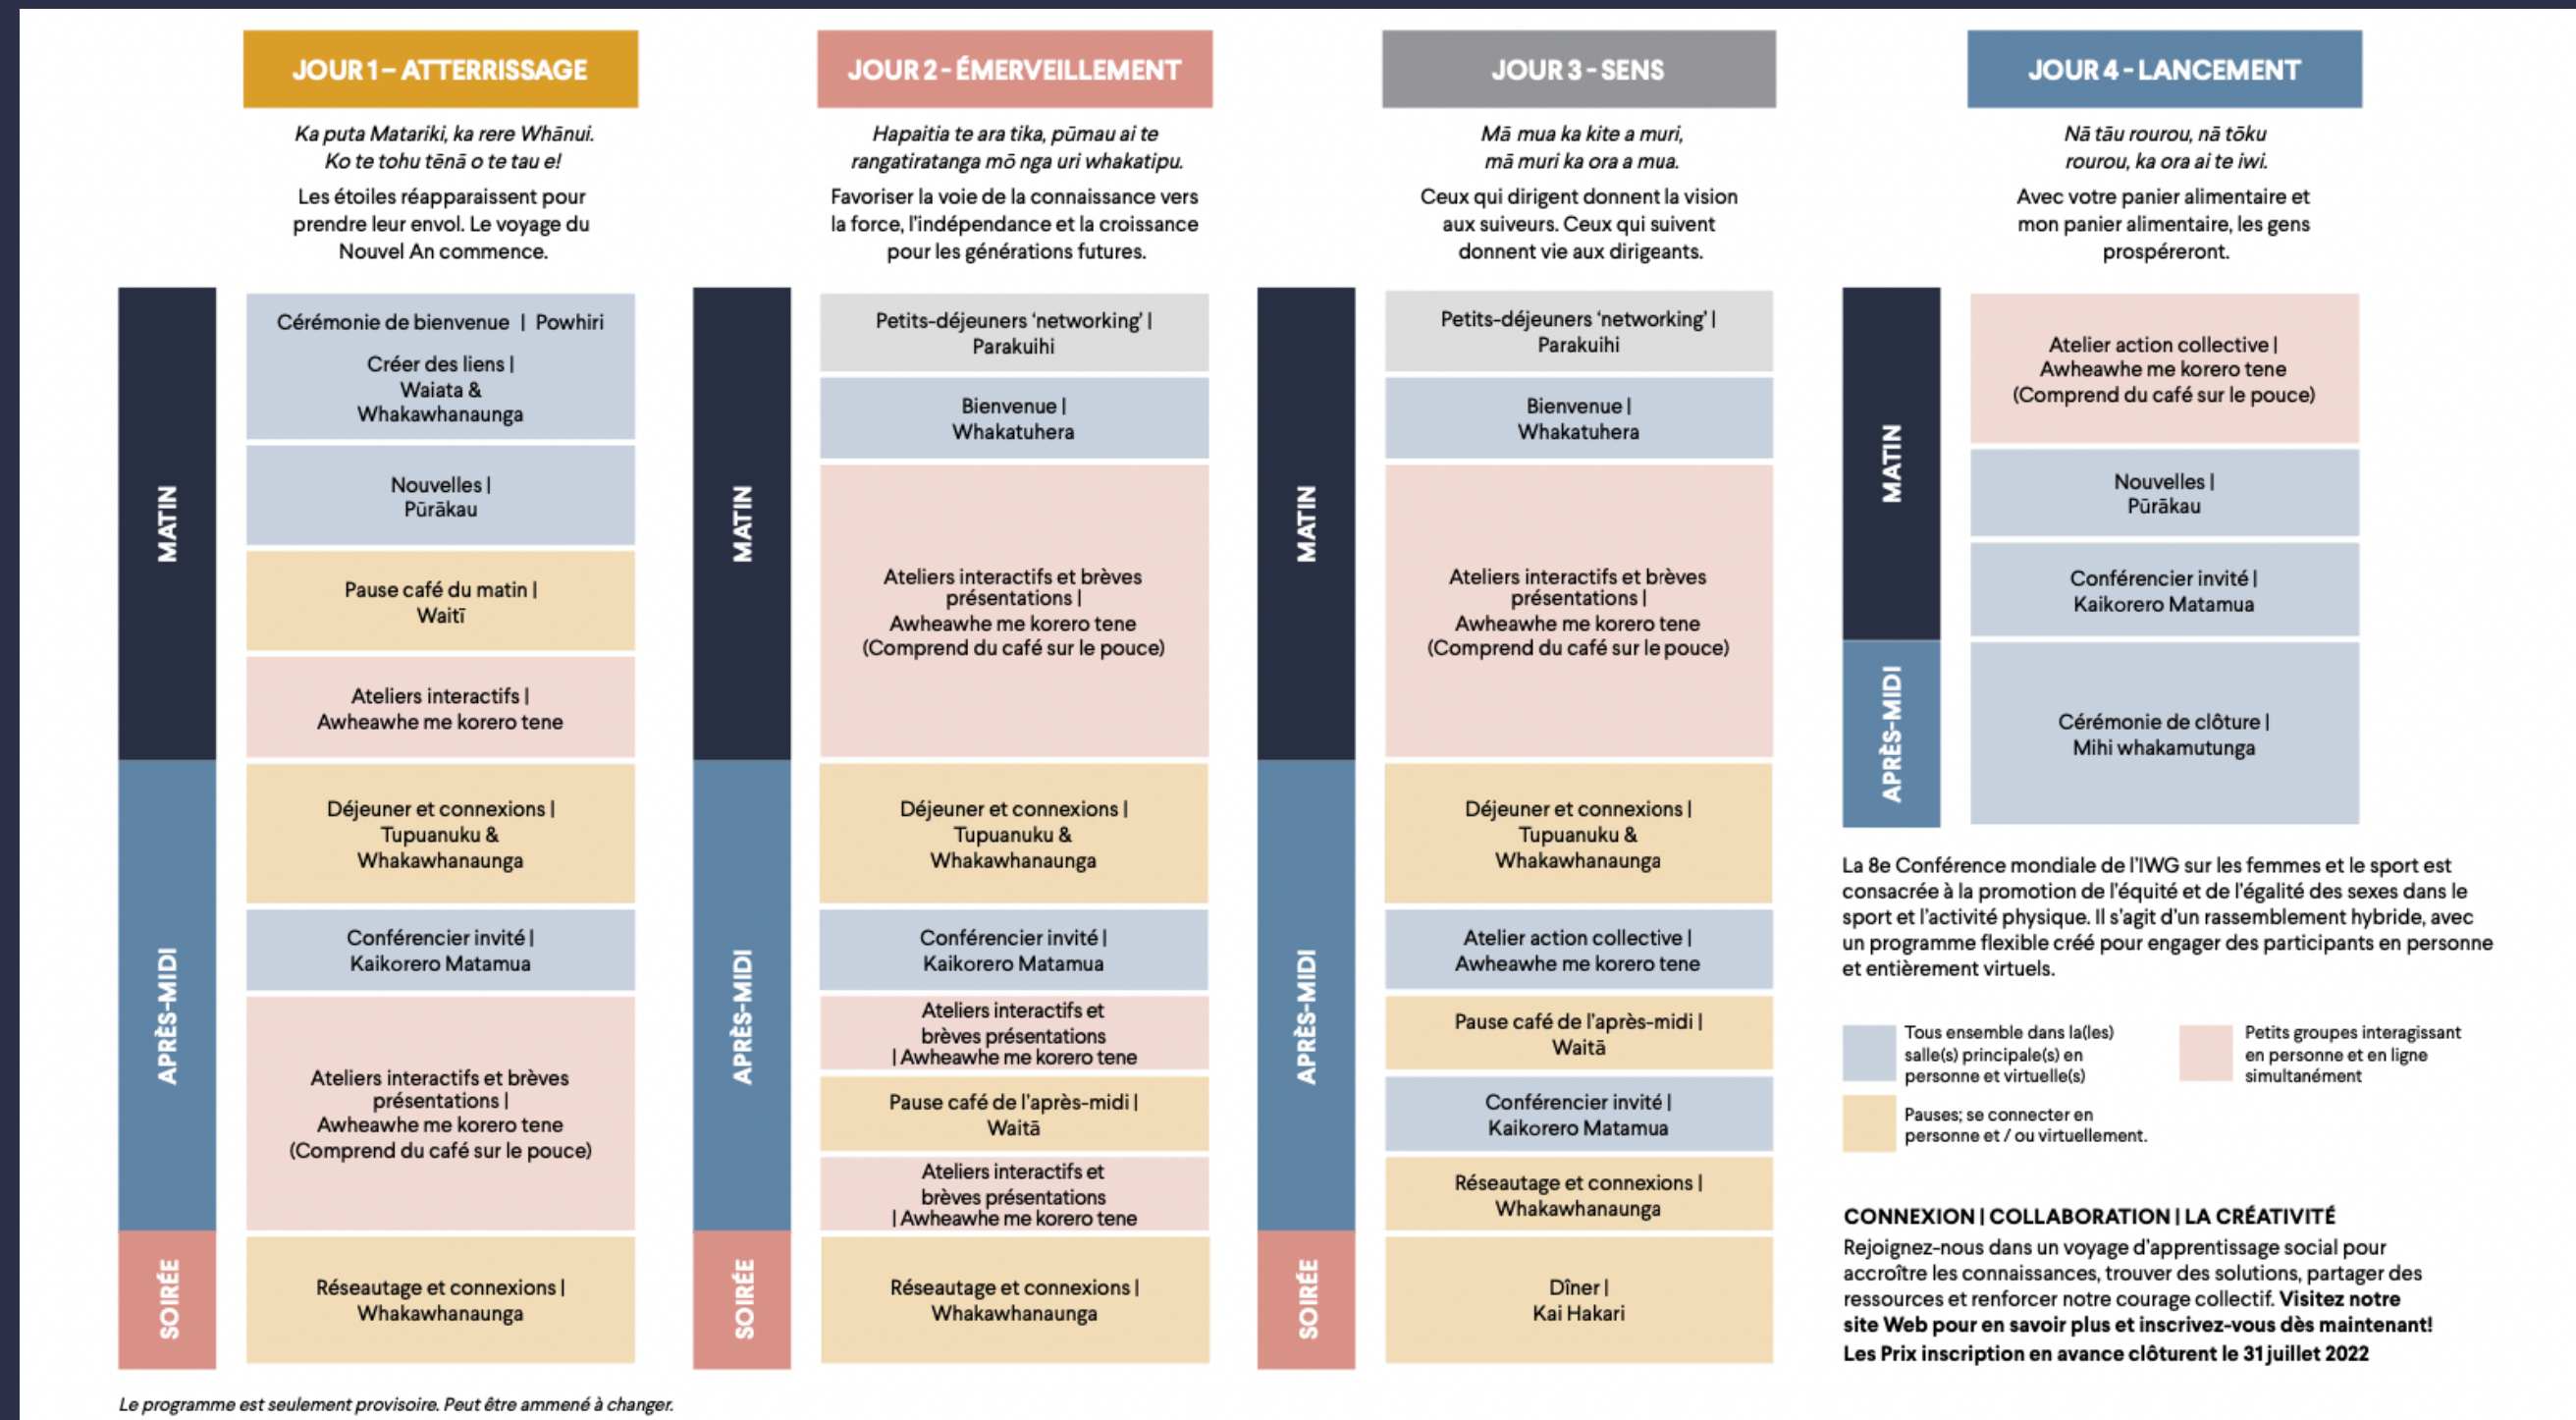 JOUR 1 – ATTERRISSAGE
Ka puta Matariki, ka rere Whānui.
Ko te tohu tēnā o te tau e!
Les étoiles réapparaissent pour
prendre leur envol. Le voyage du
Nouvel An commence.
MATIN
Cérémonie de bienvenue | Powhiri
Créer des liens |
Waiata &
Whakawhanaunga
Nouvelles |
Pūrākau
Pause café du matin |
Waitī
Ateliers interactifs |
Awheawhe me korero tene
APRÈS-MIDI
Déjeuner et connexions |
Tupuanuku &
Whakawhanaunga
Conférencier invité |
Kaikorero Matamua
Ateliers interactifs et brèves
présentations |
Awheawhe me korero tene
(Comprend du café sur le pouce)
SOIRÉE
Réseautage et connexions |
Whakawhanaunga
JOUR 2 - ÉMERVEILLEMENT
Hapaitia te ara tika, pūmau ai te
rangatiratanga mō nga uri whakatipu.
Favoriser la voie de la connaissance vers
la force, l'indépendance et la croissance
pour les générations futures.
MATIN
Petits-déjeuners ‘networking’ |
Parakuihi
Bienvenue |
Whakatuhera
Ateliers interactifs et brèves
présentations |
Awheawhe me korero tene
(Comprend du café sur le pouce)
APRÈS-MIDI
Déjeuner et connexions |
Tupuanuku &
Whakawhanaunga
Conférencier invité |
Kaikorero Matamua
Ateliers interactifs et
brèves présentations
| Awheawhe me korero tene
Pause café de l'après-midi |
Waitā
Ateliers interactifs et
brèves présentations
| Awheawhe me korero tene
SOIRÉE
Réseautage et connexions |
Whakawhanaunga
JOUR 3 - SENS
Mā mua ka kite a muri,
mā muri ka ora a mua.
Ceux qui dirigent donnent la vision
aux suiveurs. Ceux qui suivent
donnent vie aux dirigeants.
MATIN
Petits-déjeuners ‘networking’ |
Parakuihi
Bienvenue |
Whakatuhera
Ateliers interactifs et brèves
présentations |
Awheawhe me korero tene
(Comprend du café sur le pouce)
APRÈS-MIDI
Déjeuner et connexions |
Tupuanuku &
Whakawhanaunga
Atelier action collective |
Awheawhe me korero tene
Pause café de l'après-midi |
Waitā
Conférencier invité |
Kaikorero Matamua
Réseautage et connexions |
Whakawhanaunga
SOIRÉE
Dîner |
Kai Hakari
JOUR 4 - LANCEMENT
Nā tāu rourou, nā tōku
rourou, ka ora ai te iwi.
Avec votre panier alimentaire et
mon panier alimentaire, les gens
prospéreront.
MATIN
Atelier action collective |
Awheawhe me korero tene
(Comprend du café sur le pouce)
Nouvelles |
Pūrākau
Conférencier invité |
Kaikorero Matamua
APRÈS-MIDI
Cérémonie de clôture |
Mihi whakamutunga
La 8e Conférence mondiale de l'IWG sur les femmes et le sport est
consacrée à la promotion de l'équité et de l'égalité des sexes dans le
sport et l'activité physique. Il s'agit d'un rassemblement hybride, avec
un programme flexible créé pour engager des participants en personne
et entièrement virtuels.
Tous ensemble dans la(les)
salle(s) principale(s) en
personne et virtuelle(s)
Petits groupes interagissant
en personne et en ligne
simultanément
Pauses; se connecter en
personne et / ou virtuellement.
CONNEXION | COLLABORATION | LA CRÉATIVITÉ
Rejoignez-nous dans un voyage d'apprentissage social pour
accroître les connaissances, trouver des solutions, partager des
ressources et renforcer notre courage collectif. Visitez notre
site Web pour en savoir plus et inscrivez-vous dès maintenant!
Les Prix inscription en avance clôturent le 31 juillet 2022
Le programme est seulement provisoire. Peut être ammené à changer.